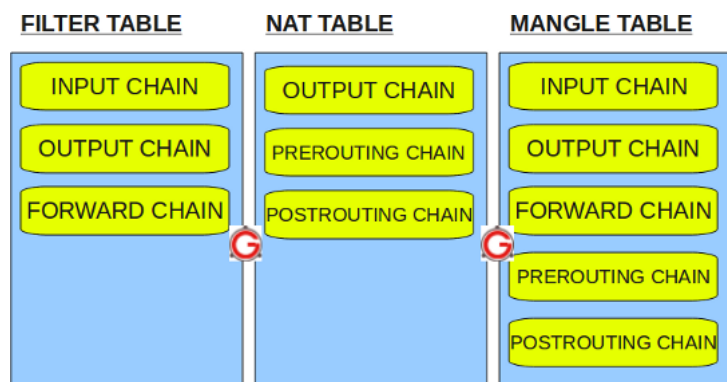 FILTER TABLE
INPUT CHAIN
OUTPUT CHAIN
FORWARD CHAIN
NAT TABLE
OUTPUT CHAIN
PREROUTING CHAIN
POSTROUTING CHAIN
MANGLE TABLE
INPUT CHAIN
OUTPUT CHAIN
FORWARD CHAIN
PREROUTING CHAIN
POSTROUTING CHAIN
G
G